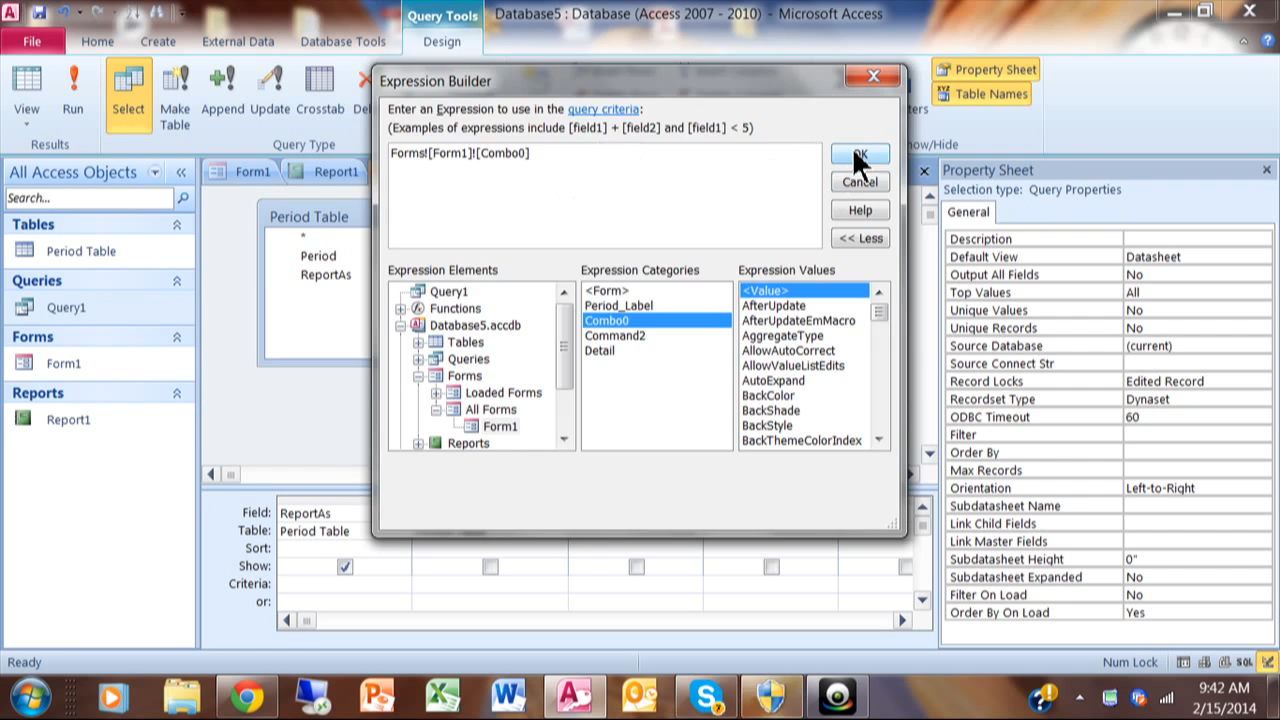 Query Tools
Database5 : Database (Access 2007 - 2010) - Microsoft Access
File
Home
Create
External Data
Database Tools
Design
View
Run
Select
Make Table
Append
Update
Crosstab
Property Sheet
Table Names
Results
Query Type
how/Hide
Expression Builder
Enter an Expression to use in the query criteria:
(Examples of expressions include [field1] + [field2] and [field1] < 5)
Forms![Form1]![Combo0]
OK
Cancel
Help
<< Less
Expression Elements
Expression Categories
Expression Values
Query1
Functions
Database5.accdb
Tables
Queries
Forms
Loaded Forms
All Forms
Form1
Reports
<Form>
Period_Label
Combo0
Command2
Detail
<Value>
AfterUpdate
AfterUpdateEmMacro
AggregateType
AllowAutoCorrect
AllowValueListEdits
AutoExpand
BackColor
BackShade
BackStyle
BackThemeColorIndex
All Access Objects
Search...
Tables
Period Table
Queries
Query1
Forms
Form1
Reports
Report1
Form1
Report1
Period Table
*
Period
ReportAs
Field: ReportAs
Table: Period Table
Sort:
Show:
Criteria:
or:
Property Sheet
Selection type: Query Properties
General
Description
Default View Datasheet
Output All Fields No
Top Values All
Unique Values No
Unique Records No
Source Database (current)
Source Connect Str
Record Locks Edited Record
Recordset Type Dynaset
ODBC Timeout 60
Filter
Order By
Max Records
Orientation Left-to-Right
Subdatasheet Name
Link Child Fields
Link Master Fields
Subdatasheet Height 0"
Subdatasheet Expanded No
Filter On Load No
Order By On Load Yes
Ready
Num Lock
SQL
9:42 AM
2/15/2014